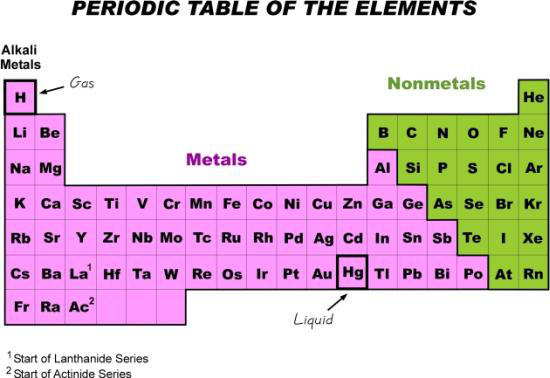 PERIODIC TABLE OF THE ELEMENTS
Alkali
Metals
Gas
Nonmetals
H He
Li Be B C N O F Ne
Metals
Na Mg Al Si P S Cl Ar
K Ca Sc Ti V Cr Mn Fe Co Ni Cu Zn Ga Ge As Se Br Kr
Rb Sr Y Zr Nb Mo Tc Ru Rh Pd Ag Cd In Sn Sb Te I Xe
Cs Ba La1 Hf Ta W Re Os Ir Pt Au Hg Tl Pb Bi Po At Rn
Fr Ra Ac2
Liquid
1 Start of Lanthanide Series
2 Start of Actinide Series